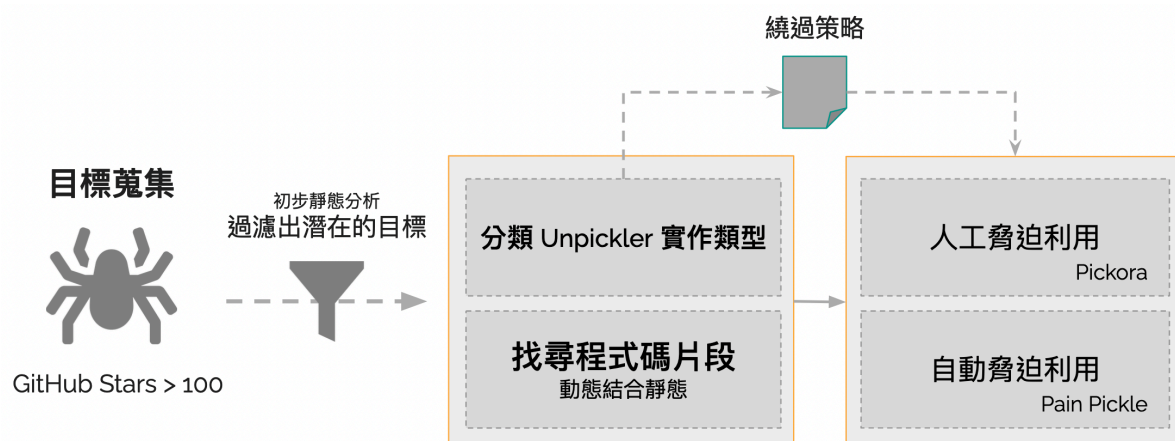 繞過策略
目標蒐集
初步靜態分析
過濾出潛在的目標
GitHub Stars > 100
分類 Unpickler 實作類型
找尋程式碼片段
動態結合靜態
人工脅迫利用
Pickora
自動脅迫利用
Pain Pickle